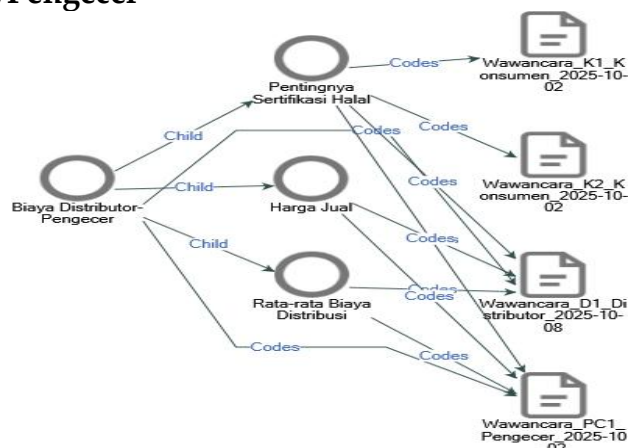 Pengecer
Codes
Wawancara_K1_K
onsumen_2025-10-
02
Pentingnya
Sertifikasi Halal
Codes
Codes
Child
Codes
Child
Wawancara_K2_K
onsumen_2025-10-
02
Biaya Distributor-
Pengecer
Harga Jual
Child
Codes
Codes
Codes
Rata-rata Biaya
Distribusi
Wawancara_D1_Di
stributor_2025-10-
08
Codes
Codes
Wawancara_PC1_
Pengecer_2025-10